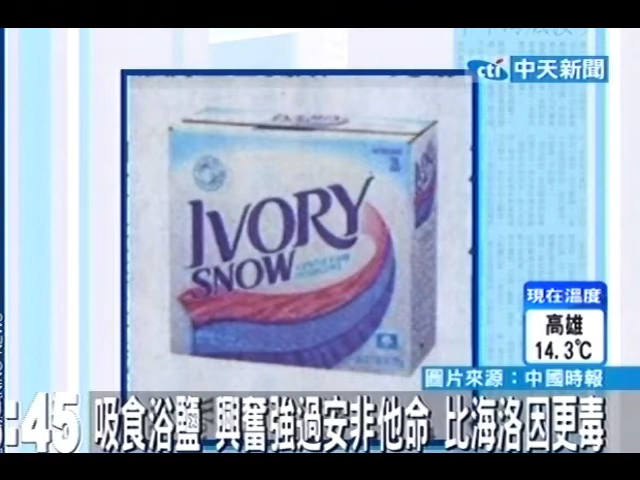 cti 中天新聞
IVORY
SNOW
現在溫度
高雄
14.3℃
圖片來源：中國時報
:45
吸食浴鹽 興奮強過安非他命 比海洛因更毒